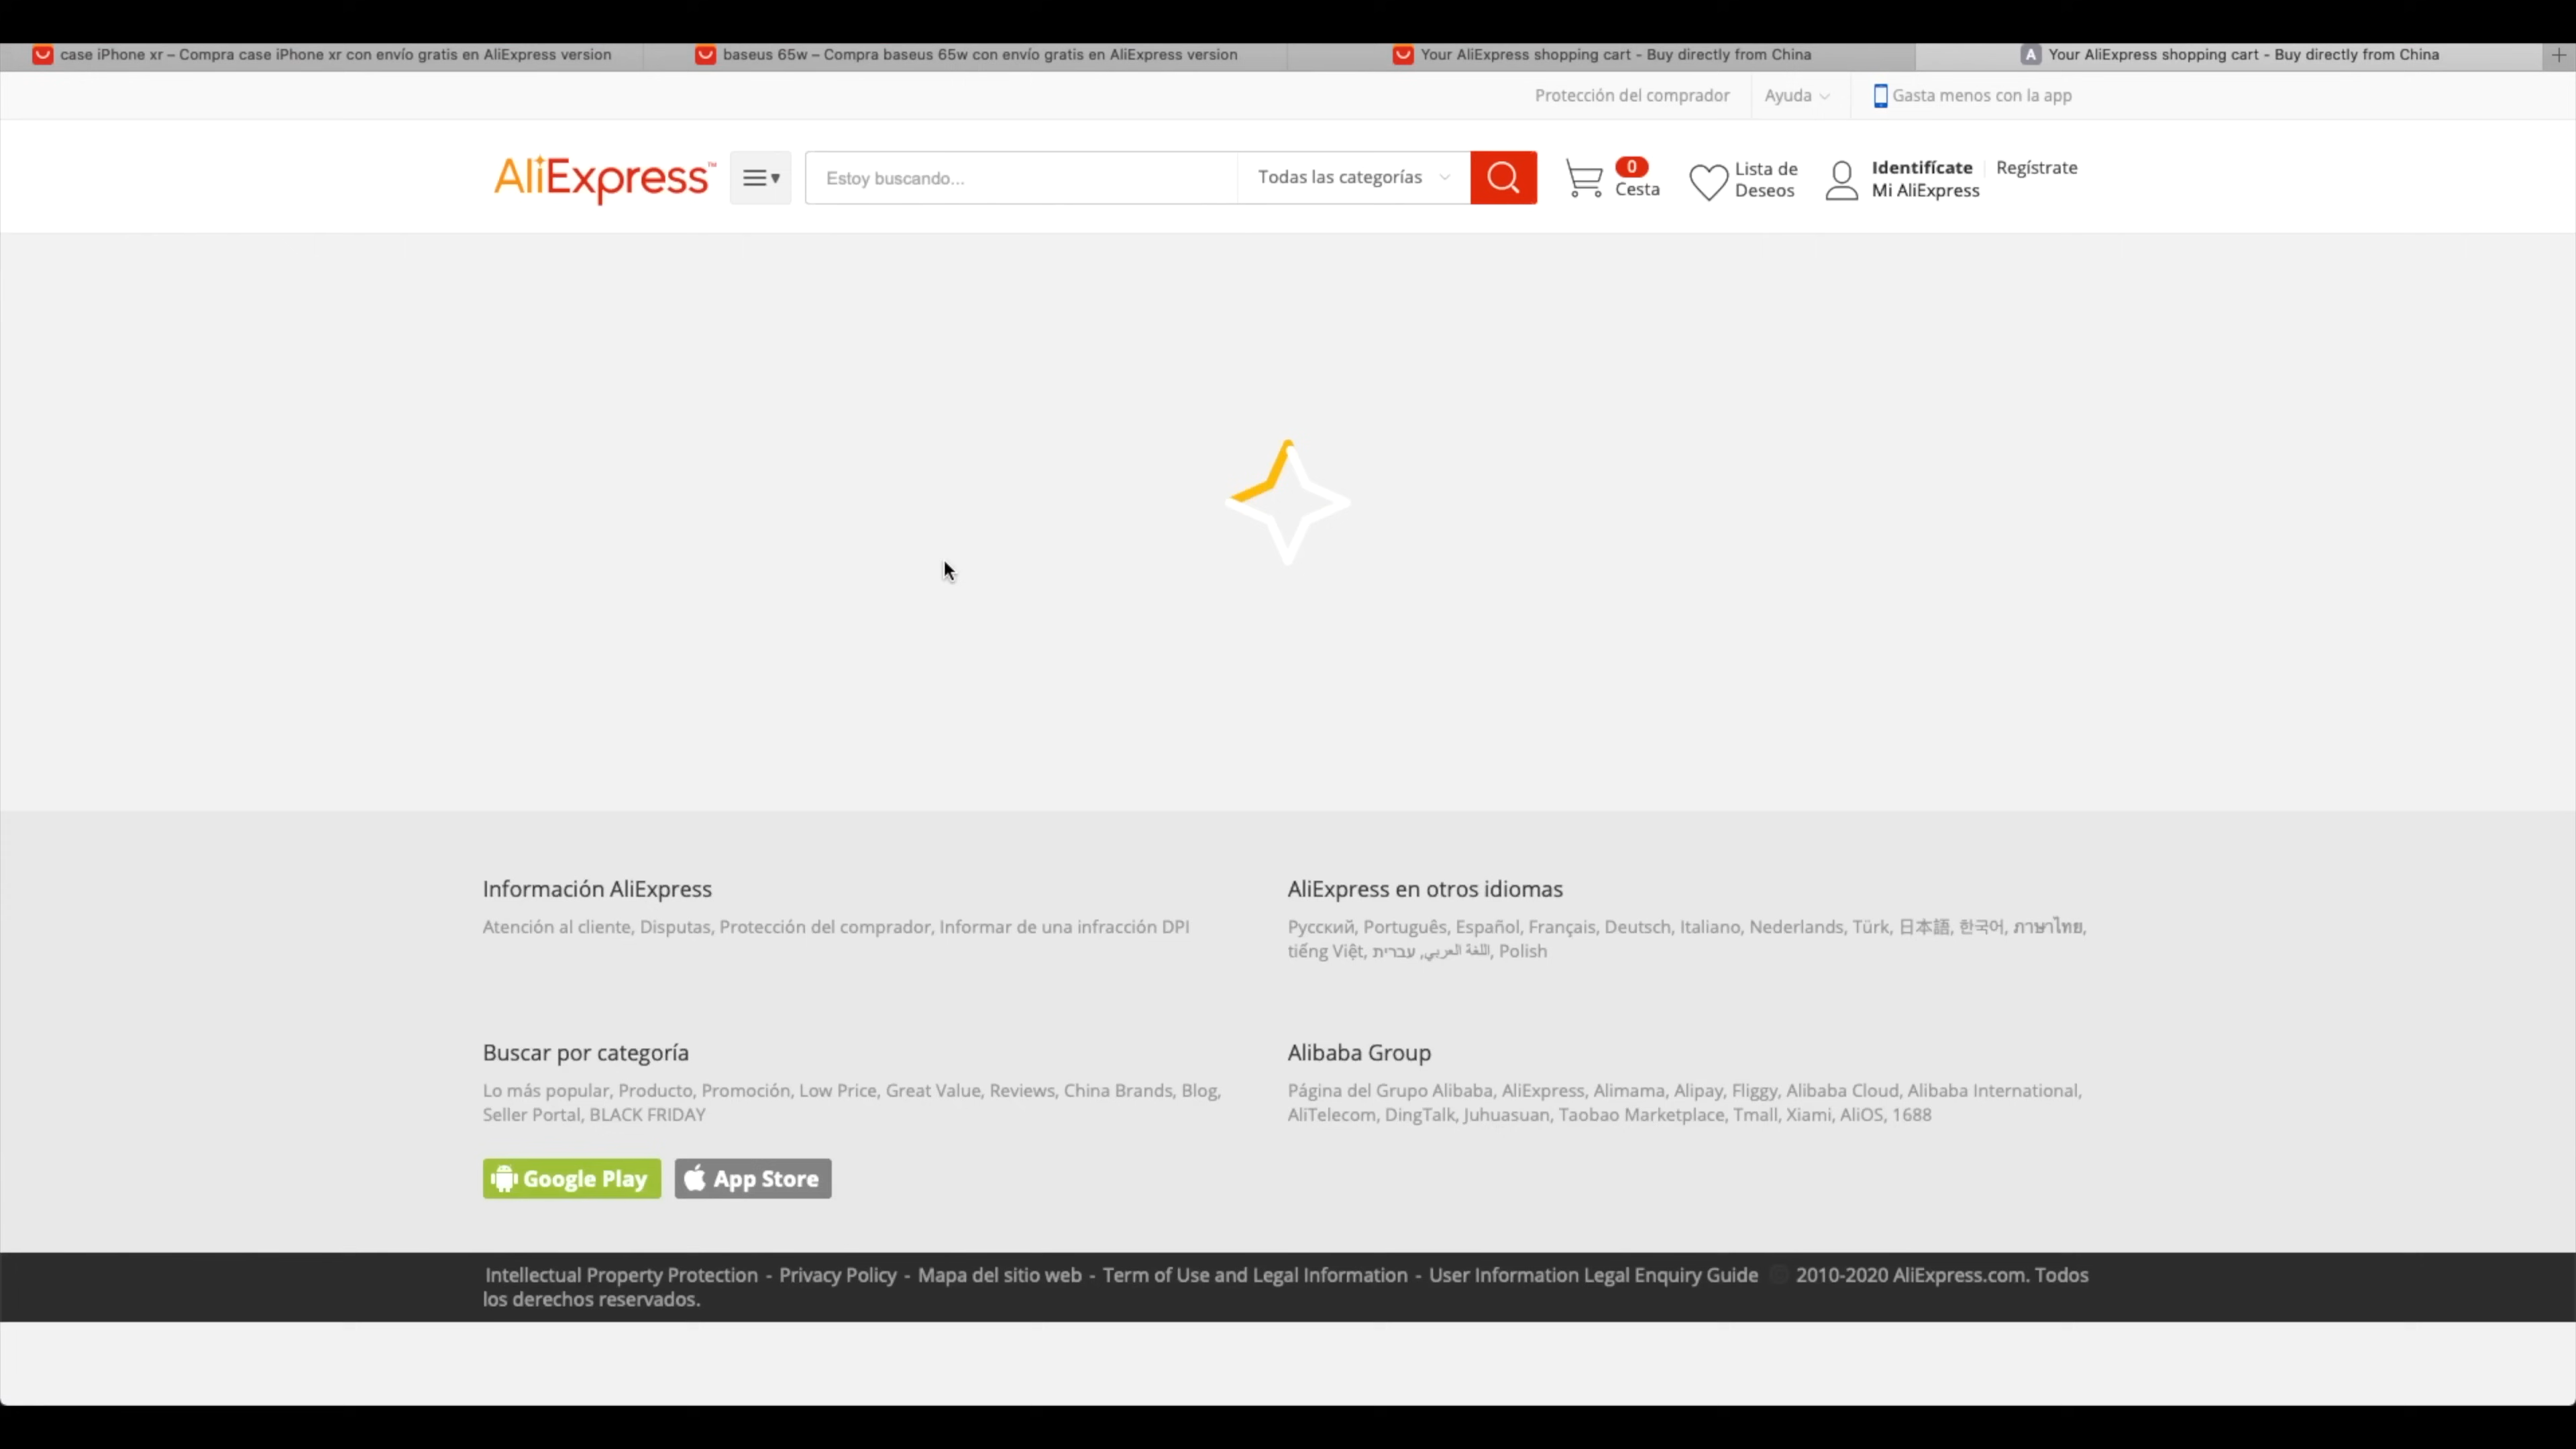 case iPhone xr – Compra case iPhone xr con envío gratis en AliExpress version
baseus 65w – Compra baseus 65w con envío gratis en AliExpress version
Your AliExpress shopping cart - Buy directly from China
A Your AliExpress shopping cart - Buy directly from China
Protección del comprador
Ayuda
Gasta menos con la app
AliExpress™
Estoy buscando...
Todas las categorías
0
Cesta
Lista de
Deseos
Identifícate
Regístrate
Mi AliExpress
Información AliExpress
Atención al cliente, Disputas, Protección del comprador, Informar de una infracción DPI
AliExpress en otros idiomas
Русский, Português, Español, Français, Deutsch, Italiano, Nederlands, Türk, 日本語, 한국어, ภาษาไทย,
tiếng Việt, اللغة العربي, עברית, Polish
Buscar por categoría
Lo más popular, Producto, Promoción, Low Price, Great Value, Reviews, China Brands, Blog,
Seller Portal, BLACK FRIDAY
Alibaba Group
Página del Grupo Alibaba, AliExpress, Alimama, Alipay, Fliggy, Alibaba Cloud, Alibaba International,
AliTelecom, DingTalk, Juhuasuan, Taobao Marketplace, Tmall, Xiami, AliOS, 1688
Google Play
App Store
Intellectual Property Protection - Privacy Policy - Mapa del sitio web - Term of Use and Legal Information - User Information Legal Enquiry Guide 2010-2020 AliExpress.com. Todos
los derechos reservados.